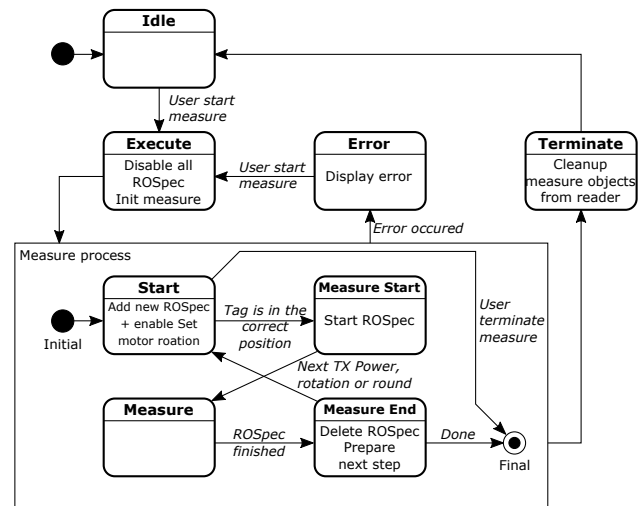 Idle
User start
measure
Execute
Disable all
ROSpec
Init measure
User start
measure
Error
Display error
Terminate
Cleanup
measure objects
from reader
Error occured
Measure process
Initial
Start
Add new ROSpec
+ enable Set
motor roation
Tag is in the
correct
position
Measure Start
Start ROSpec
User
terminate
measure
Next TX Power,
rotation or round
Measure
ROSpec
finished
Measure End
Delete ROSpec
Prepare
next step
Done
Final